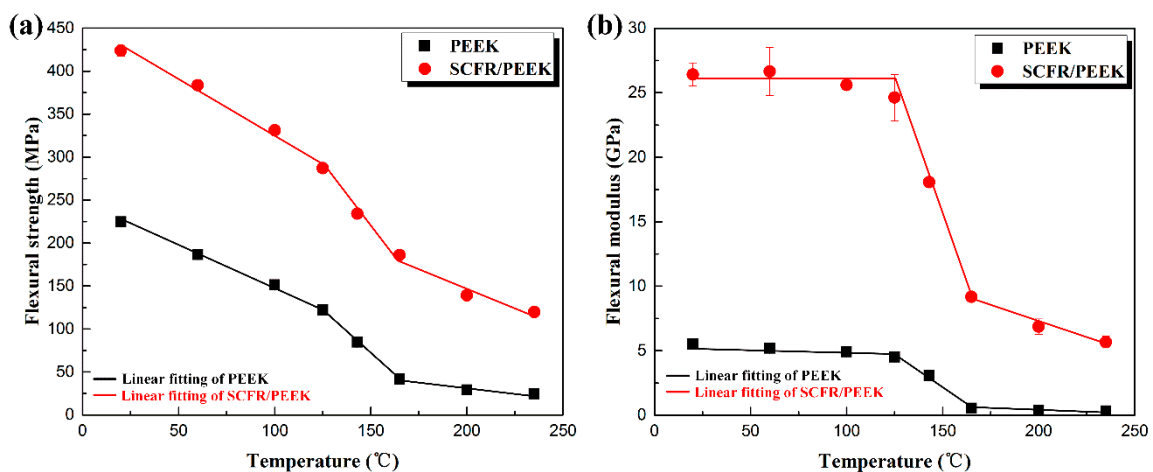 (a)
450
400
350
300
250
200
150
100
50
0
Flexural strength (MPa)
PEEK
SCFR/PEEK
Linear fitting of PEEK
Linear fitting of SCFR/PEEK
0 50 100 150 200 250
Temperature (℃)
(b)
30
25
20
15
10
5
0
Flexural modulus (GPa)
PEEK
SCFR/PEEK
Linear fitting of PEEK
Linear fitting of SCFR/PEEK
0 50 100 150 200 250
Temperature (℃)